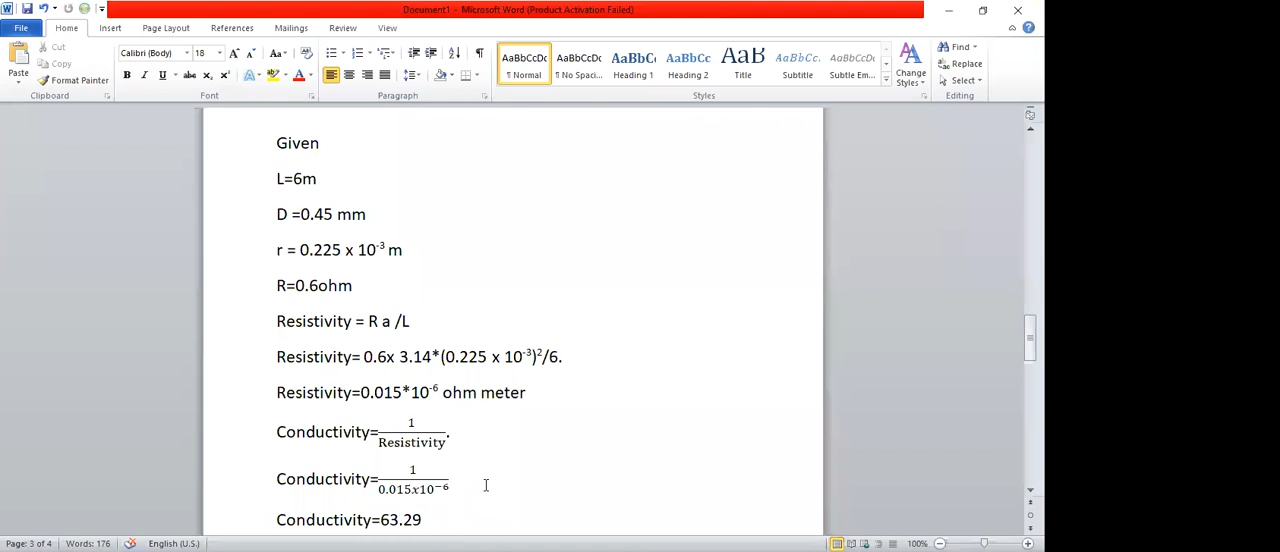 Document1 - Microsoft Word (Product Activation Failed)
File Home Insert Page Layout References Mailings Review View
Paste
Cut
Copy
Format Painter
Clipboard
Calibri (Body) 18
Font
Paragraph
AaBbCcDc AaBbCcDc AaBbC AaBbCc AaB AaBbCc. AaBbCcDc
¶ Normal ¶ No Spaci... Heading 1 Heading 2 Title Subtitle Subtle Em...
Change Styles
Styles
Find
Replace
Select
Editing
Given
L=6m
D =0.45 mm
r = 0.225 x 10⁻³ m
R=0.6ohm
Resistivity = R a /L
Resistivity= 0.6x 3.14*(0.225 x 10⁻³)²/6.
Resistivity=0.015*10⁻⁶ ohm meter
Conductivity=1/Resistivity.
Conductivity=1/0.015x10⁻⁶
Conductivity=63.29
Page: 3 of 4 Words: 176 English (U.S.) 100%